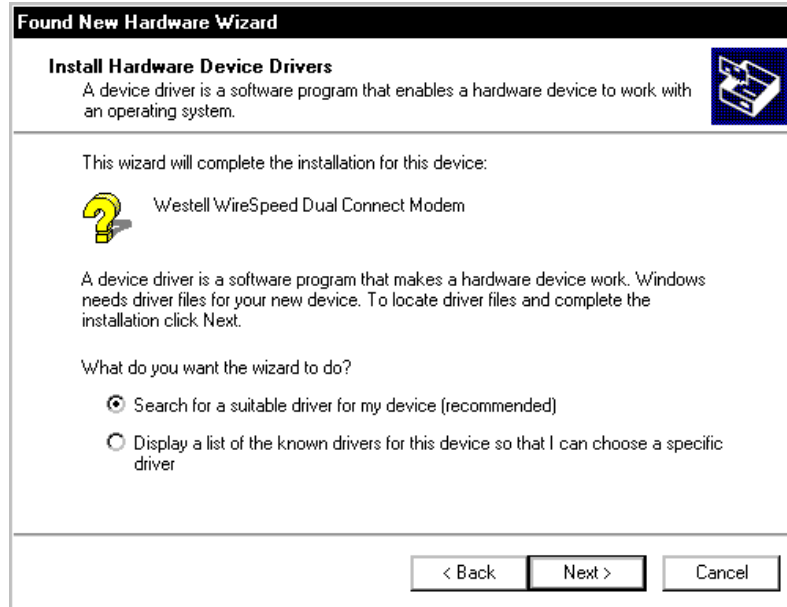 Found New Hardware Wizard
Install Hardware Device Drivers
A device driver is a software program that enables a hardware device to work with
an operating system.
This wizard will complete the installation for this device:
Westell WireSpeed Dual Connect Modem
A device driver is a software program that makes a hardware device work. Windows
needs driver files for your new device. To locate driver files and complete the
installation click Next.
What do you want the wizard to do?
Search for a suitable driver for my device (recommended)
Display a list of the known drivers for this device so that I can choose a specific
driver
< Back Next > Cancel